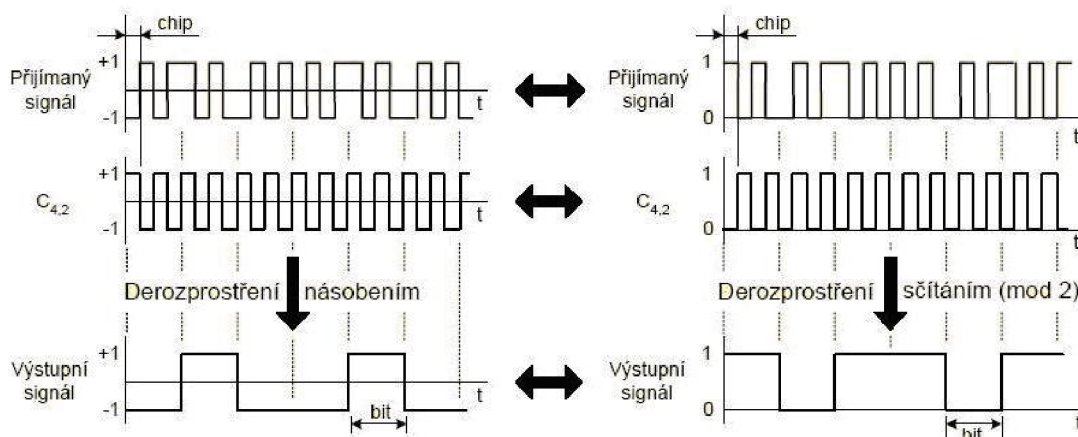 chip
+1
Přijímaný
signál
-1
t
chip
1
Přijímaný
signál
0
t
+1
C4,2
-1
t
1
C4,2
0
t
Derozprostření násobením
Derozprostření sčítáním (mod 2)
+1
Výstupní
signál
-1
bit
t
1
Výstupní
signál
0
bit
t